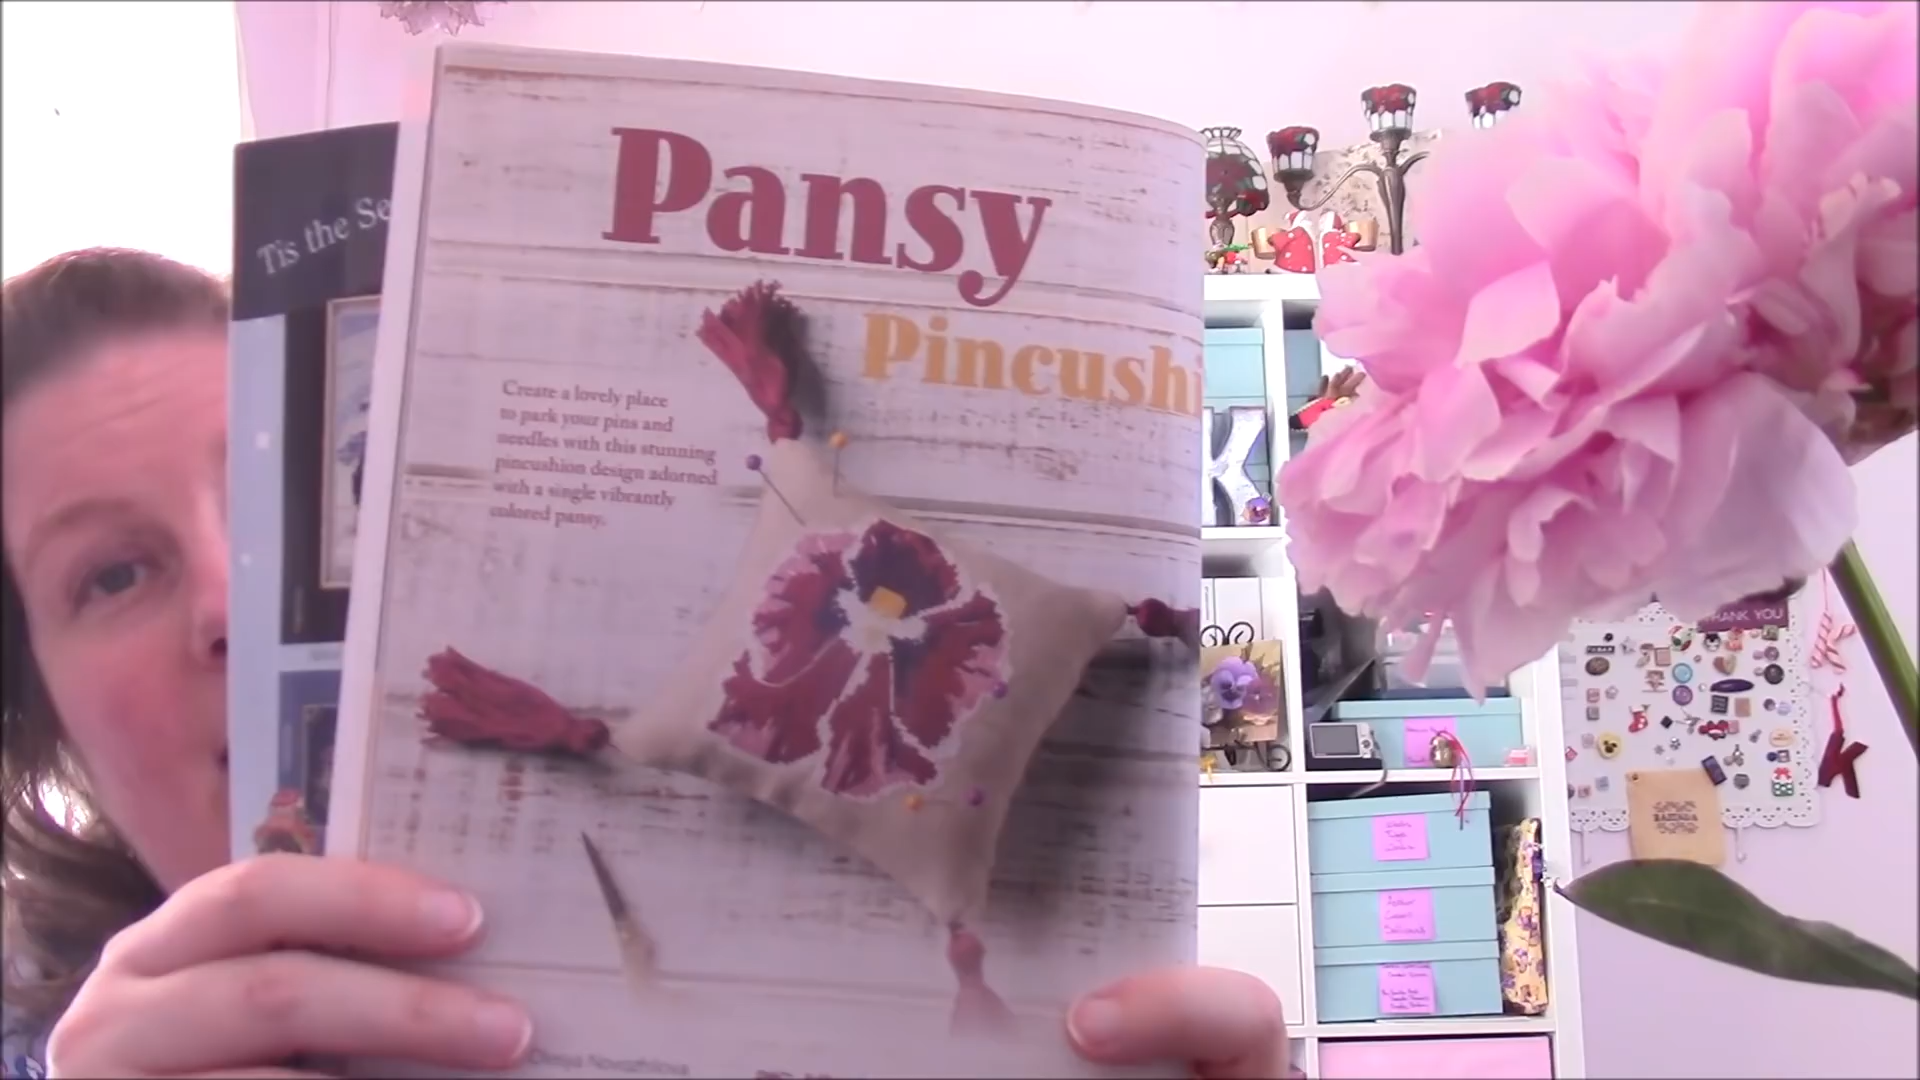 Tis the Se
Pansy
Pincushi
Create a lovely place
to park your pins and
needles with this stunning
pincushion design adorned
with a single vibrantly
colored pansy.
K
THANK YOU
K